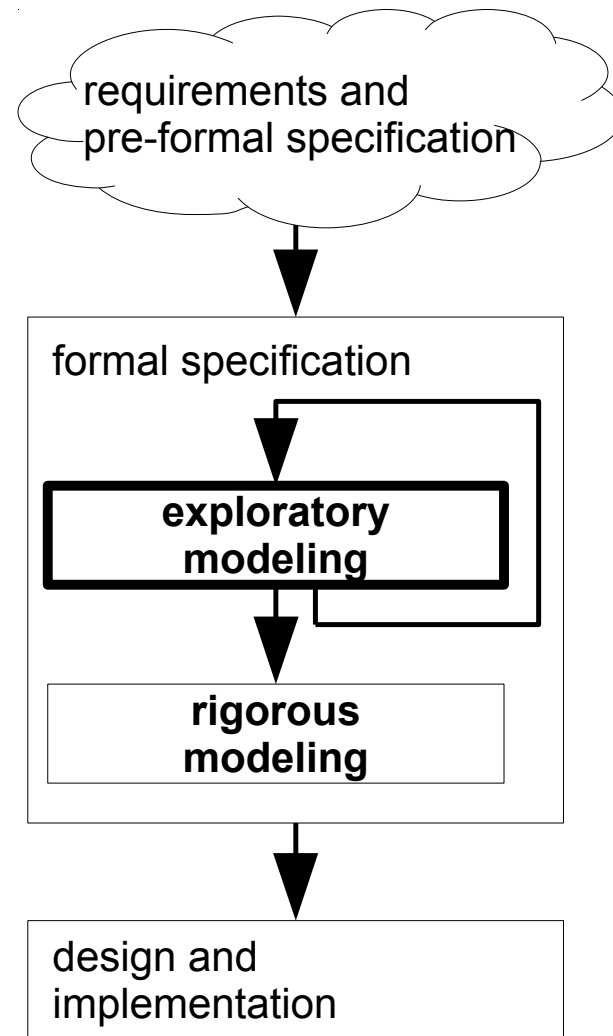 requirements and
pre-formal specification
formal specification
exploratory
modeling
rigorous
modeling
design and
implementation